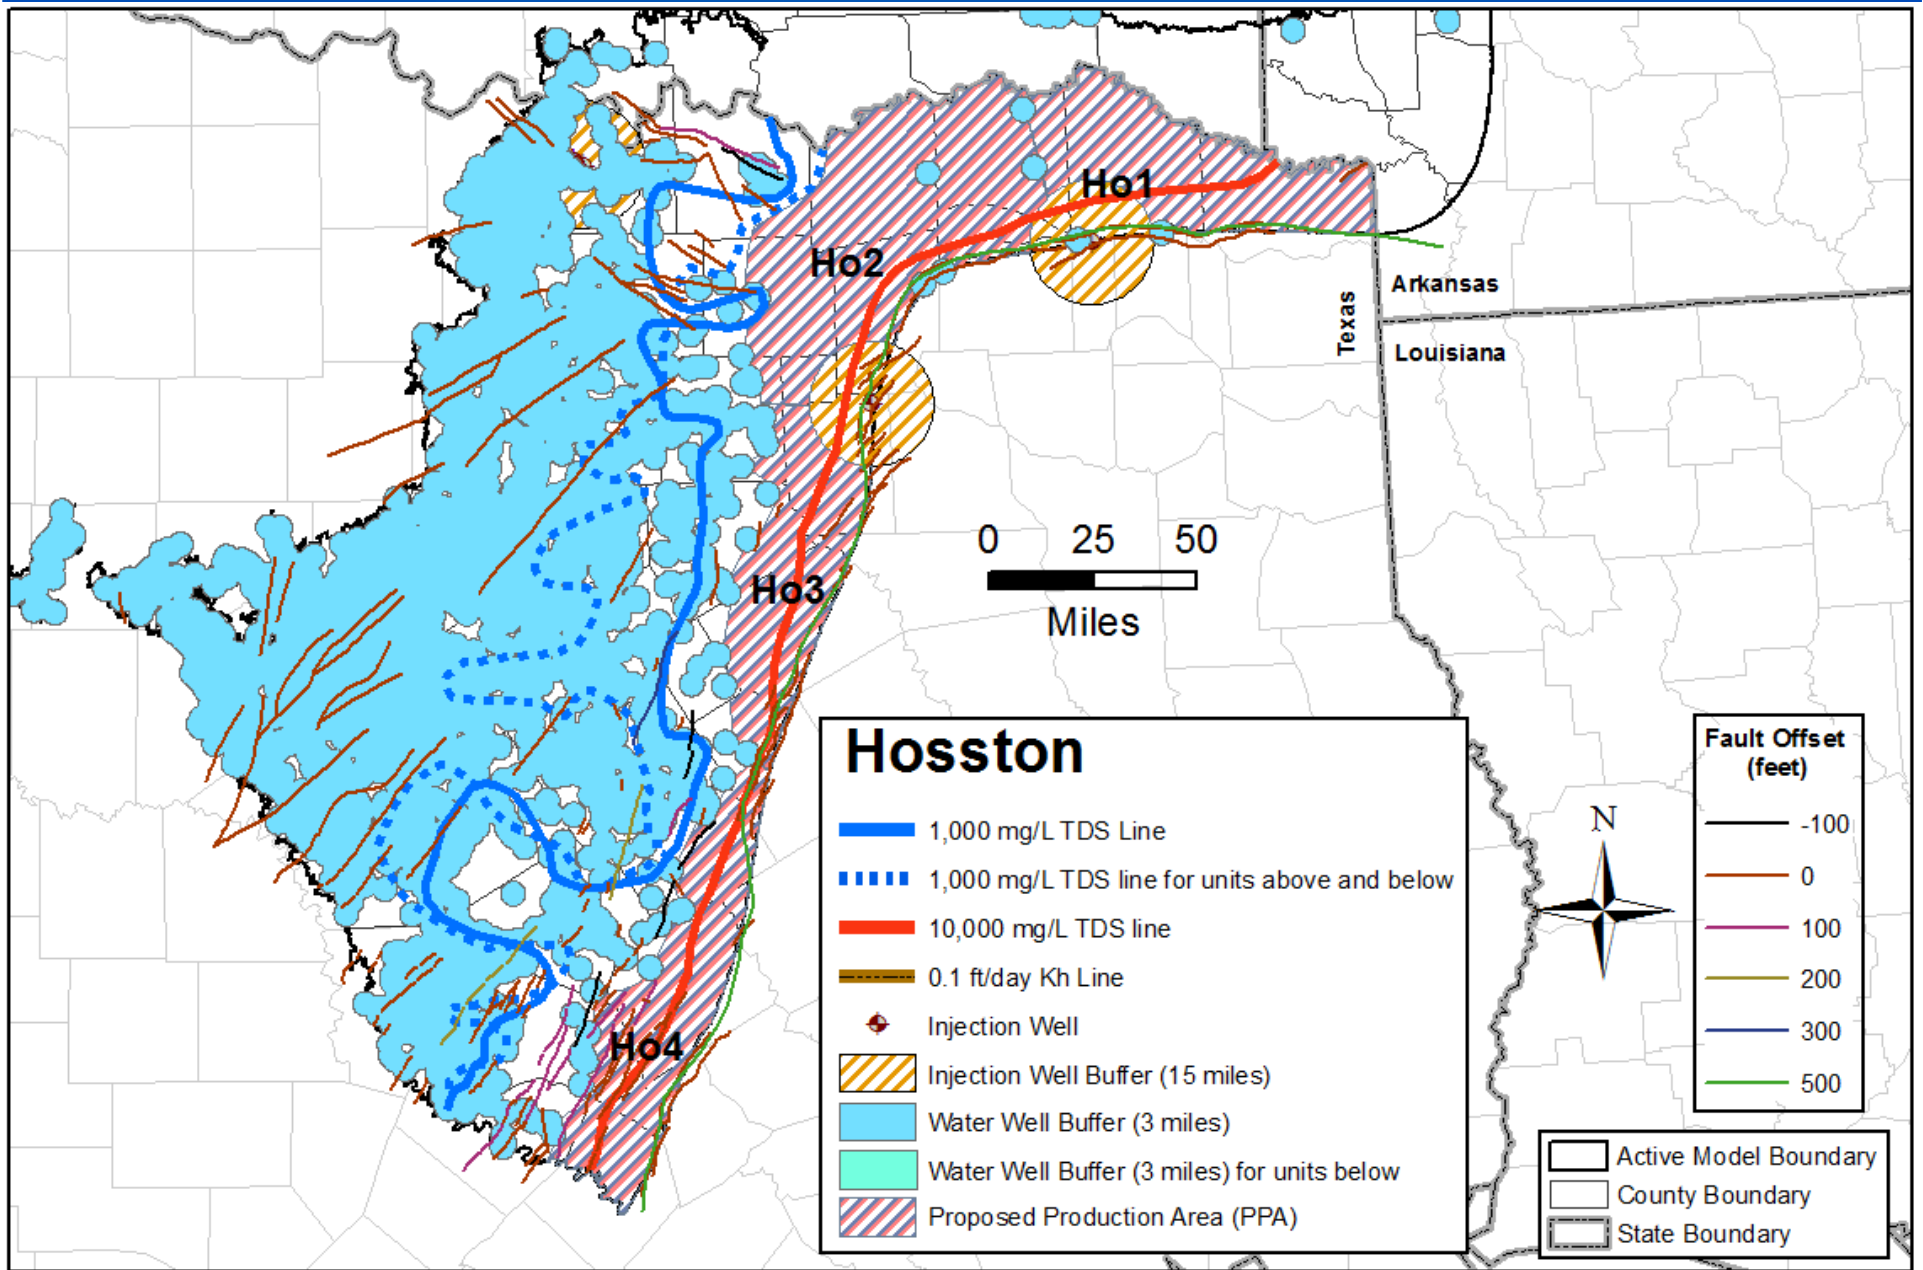 Ho1
Ho2
Arkansas
Texas
Louisiana
0 25 50
Miles
Ho3
Ho4
Hosston
1,000 mg/L TDS Line
1,000 mg/L TDS line for units above and below
10,000 mg/L TDS line
0.1 ft/day Kh Line
Injection Well
Injection Well Buffer (15 miles)
Water Well Buffer (3 miles)
Water Well Buffer (3 miles) for units below
Proposed Production Area (PPA)
N
Fault Offset
(feet)
-100
0
100
200
300
500
Active Model Boundary
County Boundary
State Boundary